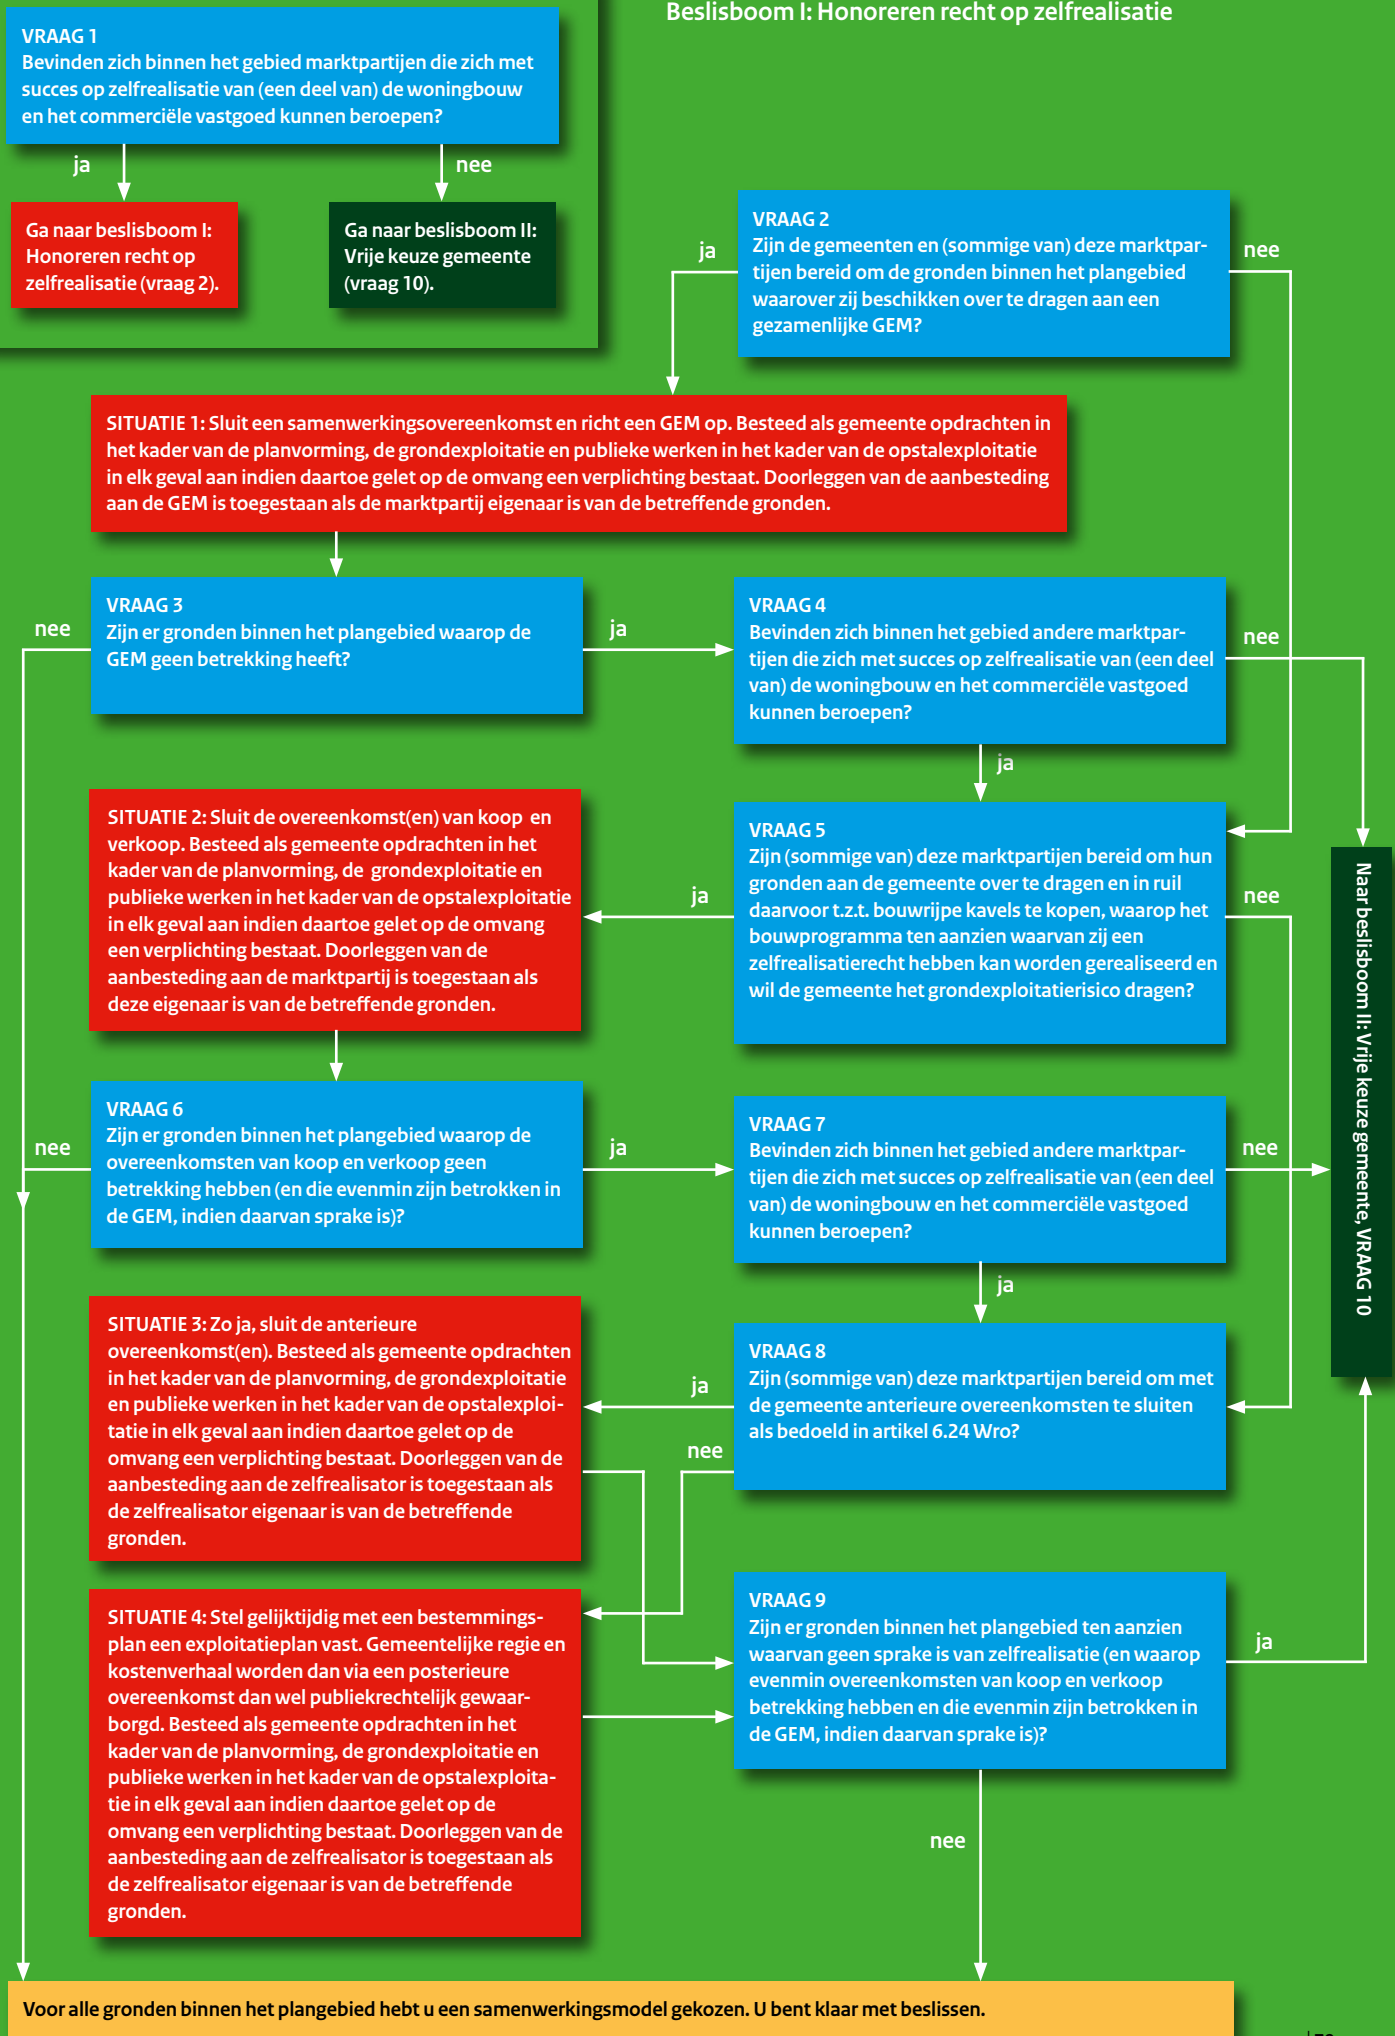 Beslisboom I: Honoreren recht op zelfrealisatie
VRAAG 1
Bevinden zich binnen het gebied marktpartijen die zich met
succes op zelfrealisatie van (een deel van) de woningbouw
en het commerciële vastgoed kunnen beroepen?
ja
nee
Ga naar beslisboom I:
Honoreren recht op
zelfrealisatie (vraag 2).
Ga naar beslisboom II:
Vrije keuze gemeente
(vraag 10).
VRAAG 2
Zijn de gemeenten en (sommige van) deze marktpar-
tijen bereid om de gronden binnen het plangebied
waarover zij beschikken over te dragen aan een
gezamenlijke GEM?
ja
nee
SITUATIE 1: Sluit een samenwerkingsovereenkomst en richt een GEM op. Besteed als gemeente opdrachten in
het kader van de planvorming, de grondexploitatie en publieke werken in het kader van de opstalexploitatie
in elk geval aan indien daartoe gelet op de omvang een verplichting bestaat. Doorleggen van de aanbesteding
aan de GEM is toegestaan als de marktpartij eigenaar is van de betreffende gronden.
VRAAG 3
Zijn er gronden binnen het plangebied waarop de
GEM geen betrekking heeft?
nee
ja
VRAAG 4
Bevinden zich binnen het gebied andere marktpar-
tijen die zich met succes op zelfrealisatie van (een deel
van) de woningbouw en het commerciële vastgoed
kunnen beroepen?
nee
ja
SITUATIE 2: Sluit de overeenkomst(en) van koop en
verkoop. Besteed als gemeente opdrachten in het
kader van de planvorming, de grondexploitatie en
publieke werken in het kader van de opstalexploitatie
in elk geval aan indien daartoe gelet op de omvang
een verplichting bestaat. Doorleggen van de
aanbesteding aan de marktpartij is toegestaan als
deze eigenaar is van de betreffende gronden.
VRAAG 5
Zijn (sommige van) deze marktpartijen bereid om hun
gronden aan de gemeente over te dragen en in ruil
daarvoor t.z.t. bouwrijpe kavels te kopen, waarop het
bouwprogramma ten aanzien waarvan zij een
zelfrealisatierecht hebben kan worden gerealiseerd en
wil de gemeente het grondexploitatierisico dragen?
ja
nee
Naar beslisboom II: Vrije keuze gemeente, VRAAG 10
VRAAG 6
Zijn er gronden binnen het plangebied waarop de
overeenkomsten van koop en verkoop geen
betrekking hebben (en die evenmin zijn betrokken in
de GEM, indien daarvan sprake is)?
nee
ja
VRAAG 7
Bevinden zich binnen het gebied andere marktpar-
tijen die zich met succes op zelfrealisatie van (een deel
van) de woningbouw en het commerciële vastgoed
kunnen beroepen?
nee
ja
SITUATIE 3: Zo ja, sluit de anterieure
overeenkomst(en). Besteed als gemeente opdrachten
in het kader van de planvorming, de grondexploitatie
en publieke werken in het kader van de opstalexploi-
tatie in elk geval aan indien daartoe gelet op de
omvang een verplichting bestaat. Doorleggen van de
aanbesteding aan de zelfrealisator is toegestaan als
de zelfrealisator eigenaar is van de betreffende
gronden.
VRAAG 8
Zijn (sommige van) deze marktpartijen bereid om met
de gemeente anterieure overeenkomsten te sluiten
als bedoeld in artikel 6.24 Wro?
ja
nee
SITUATIE 4: Stel gelijktijdig met een bestemmings-
plan een exploitatieplan vast. Gemeentelijke regie en
kostenverhaal worden dan via een posterieure
overeenkomst dan wel publiekrechtelijk gewaar-
borgd. Besteed als gemeente opdrachten in het
kader van de planvorming, de grondexploitatie en
publieke werken in het kader van de opstalexploita-
tie in elk geval aan indien daartoe gelet op de
omvang een verplichting bestaat. Doorleggen van de
aanbesteding aan de zelfrealisator is toegestaan als
de zelfrealisator eigenaar is van de betreffende
gronden.
VRAAG 9
Zijn er gronden binnen het plangebied ten aanzien
waarvan geen sprake is van zelfrealisatie (en waarop
evenmin overeenkomsten van koop en verkoop
betrekking hebben en die evenmin zijn betrokken in
de GEM, indien daarvan sprake is)?
ja
nee
Voor alle gronden binnen het plangebied hebt u een samenwerkingsmodel gekozen. U bent klaar met beslissen.